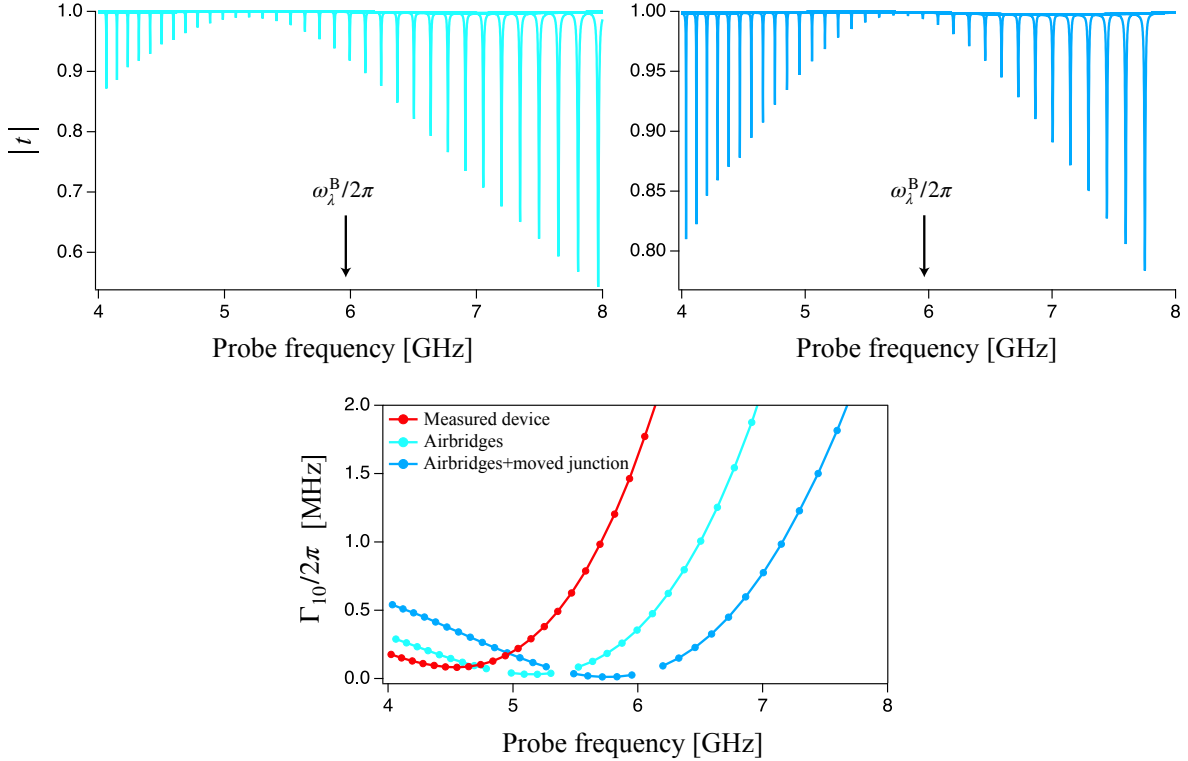 1.0
0.9
0.8
0.7
0.6
|t|
ω_λ^B/2π
4 5 6 7 8
Probe frequency [GHz]
1.00
0.95
0.90
0.85
0.80
ω_λ^B/2π
4 5 6 7 8
Probe frequency [GHz]
2.0
1.5
1.0
0.5
0.0
Γ₁₀/2π [MHz]
Measured device
Airbridges
Airbridges+moved junction
4 5 6 7 8
Probe frequency [GHz]